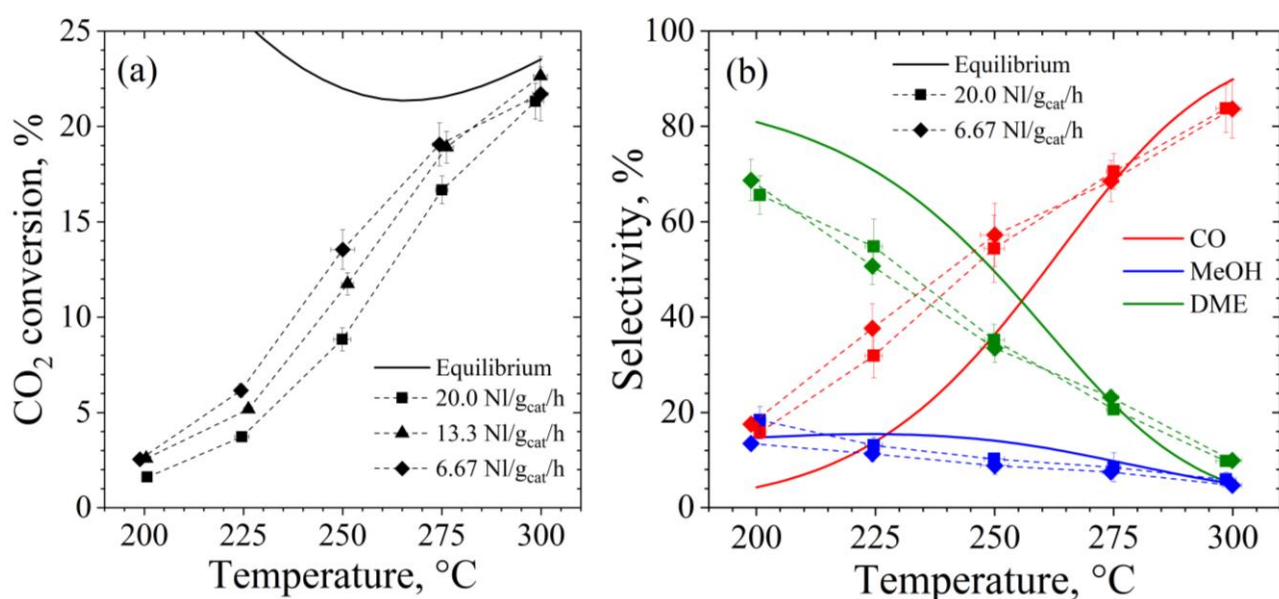 (a)
CO2 conversion, %
25
20
15
10
5
0
Equilibrium
20.0 Nl/gcat/h
13.3 Nl/gcat/h
6.67 Nl/gcat/h
200 225 250 275 300
Temperature, °C
(b)
Selectivity, %
100
80
60
40
20
0
Equilibrium
20.0 Nl/gcat/h
6.67 Nl/gcat/h
CO
MeOH
DME
200 225 250 275 300
Temperature, °C